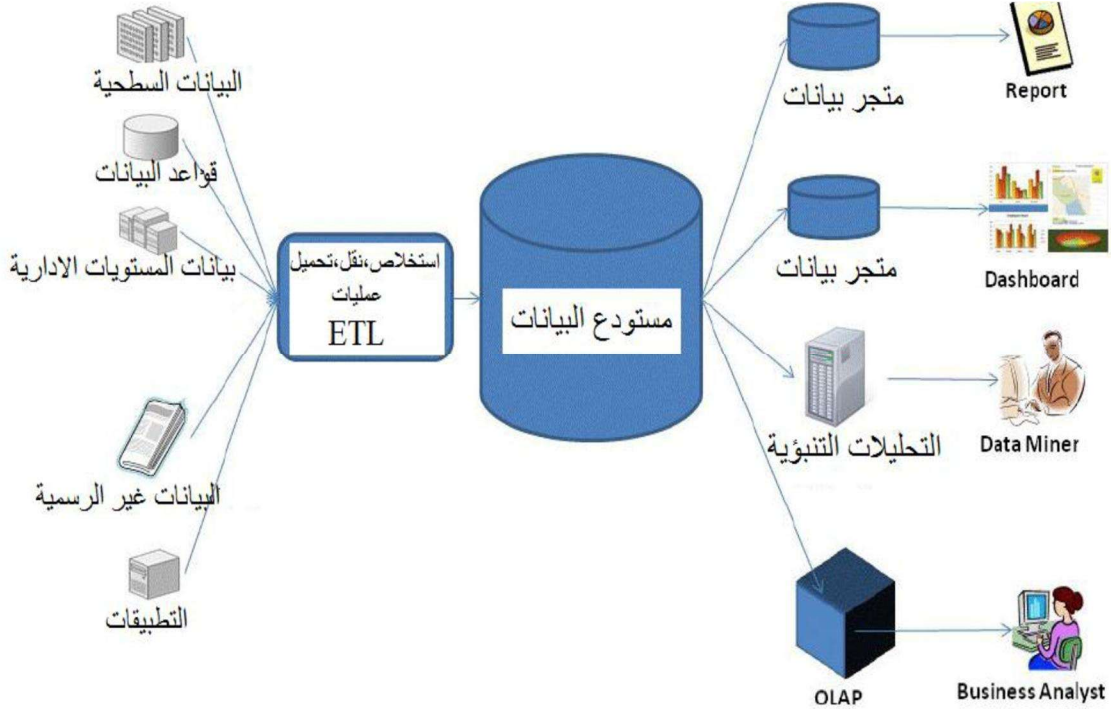 البيانات السطحية
قواعد البيانات
بيانات المستويات الادارية
البيانات غير الرسمية
التطبيقات
استخلاص،نقل،تحميل
عمليات
ETL
مستودع البيانات
متجر بيانات
Report
متجر بيانات
Dashboard
التحليلات التنبؤية
Data Miner
OLAP
Business Analyst